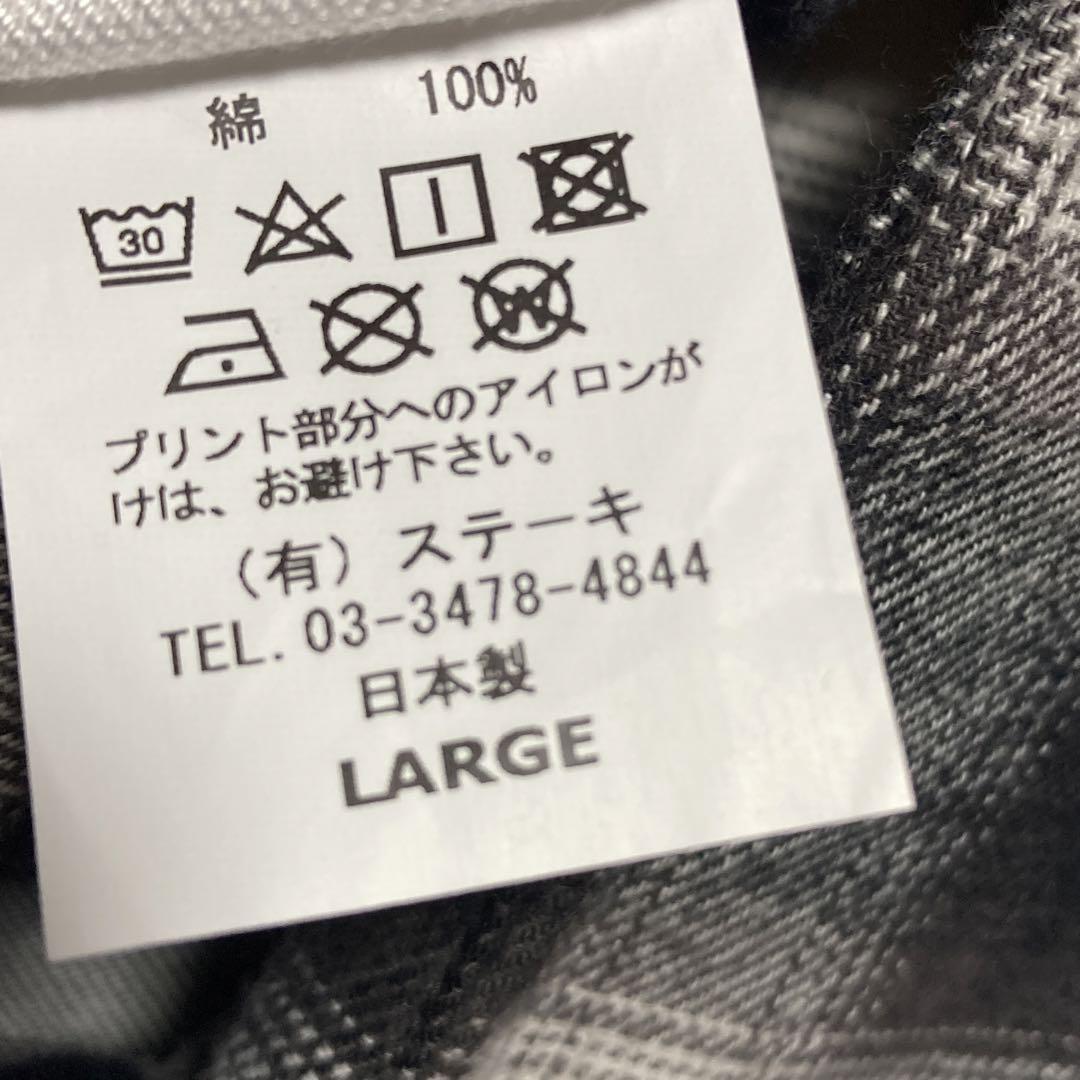 綿 100%
30
W
プリント部分へのアイロンが
けは、お避け下さい。
(有) ステーキ
TEL. 03-3478-4844
日本製
LARGE